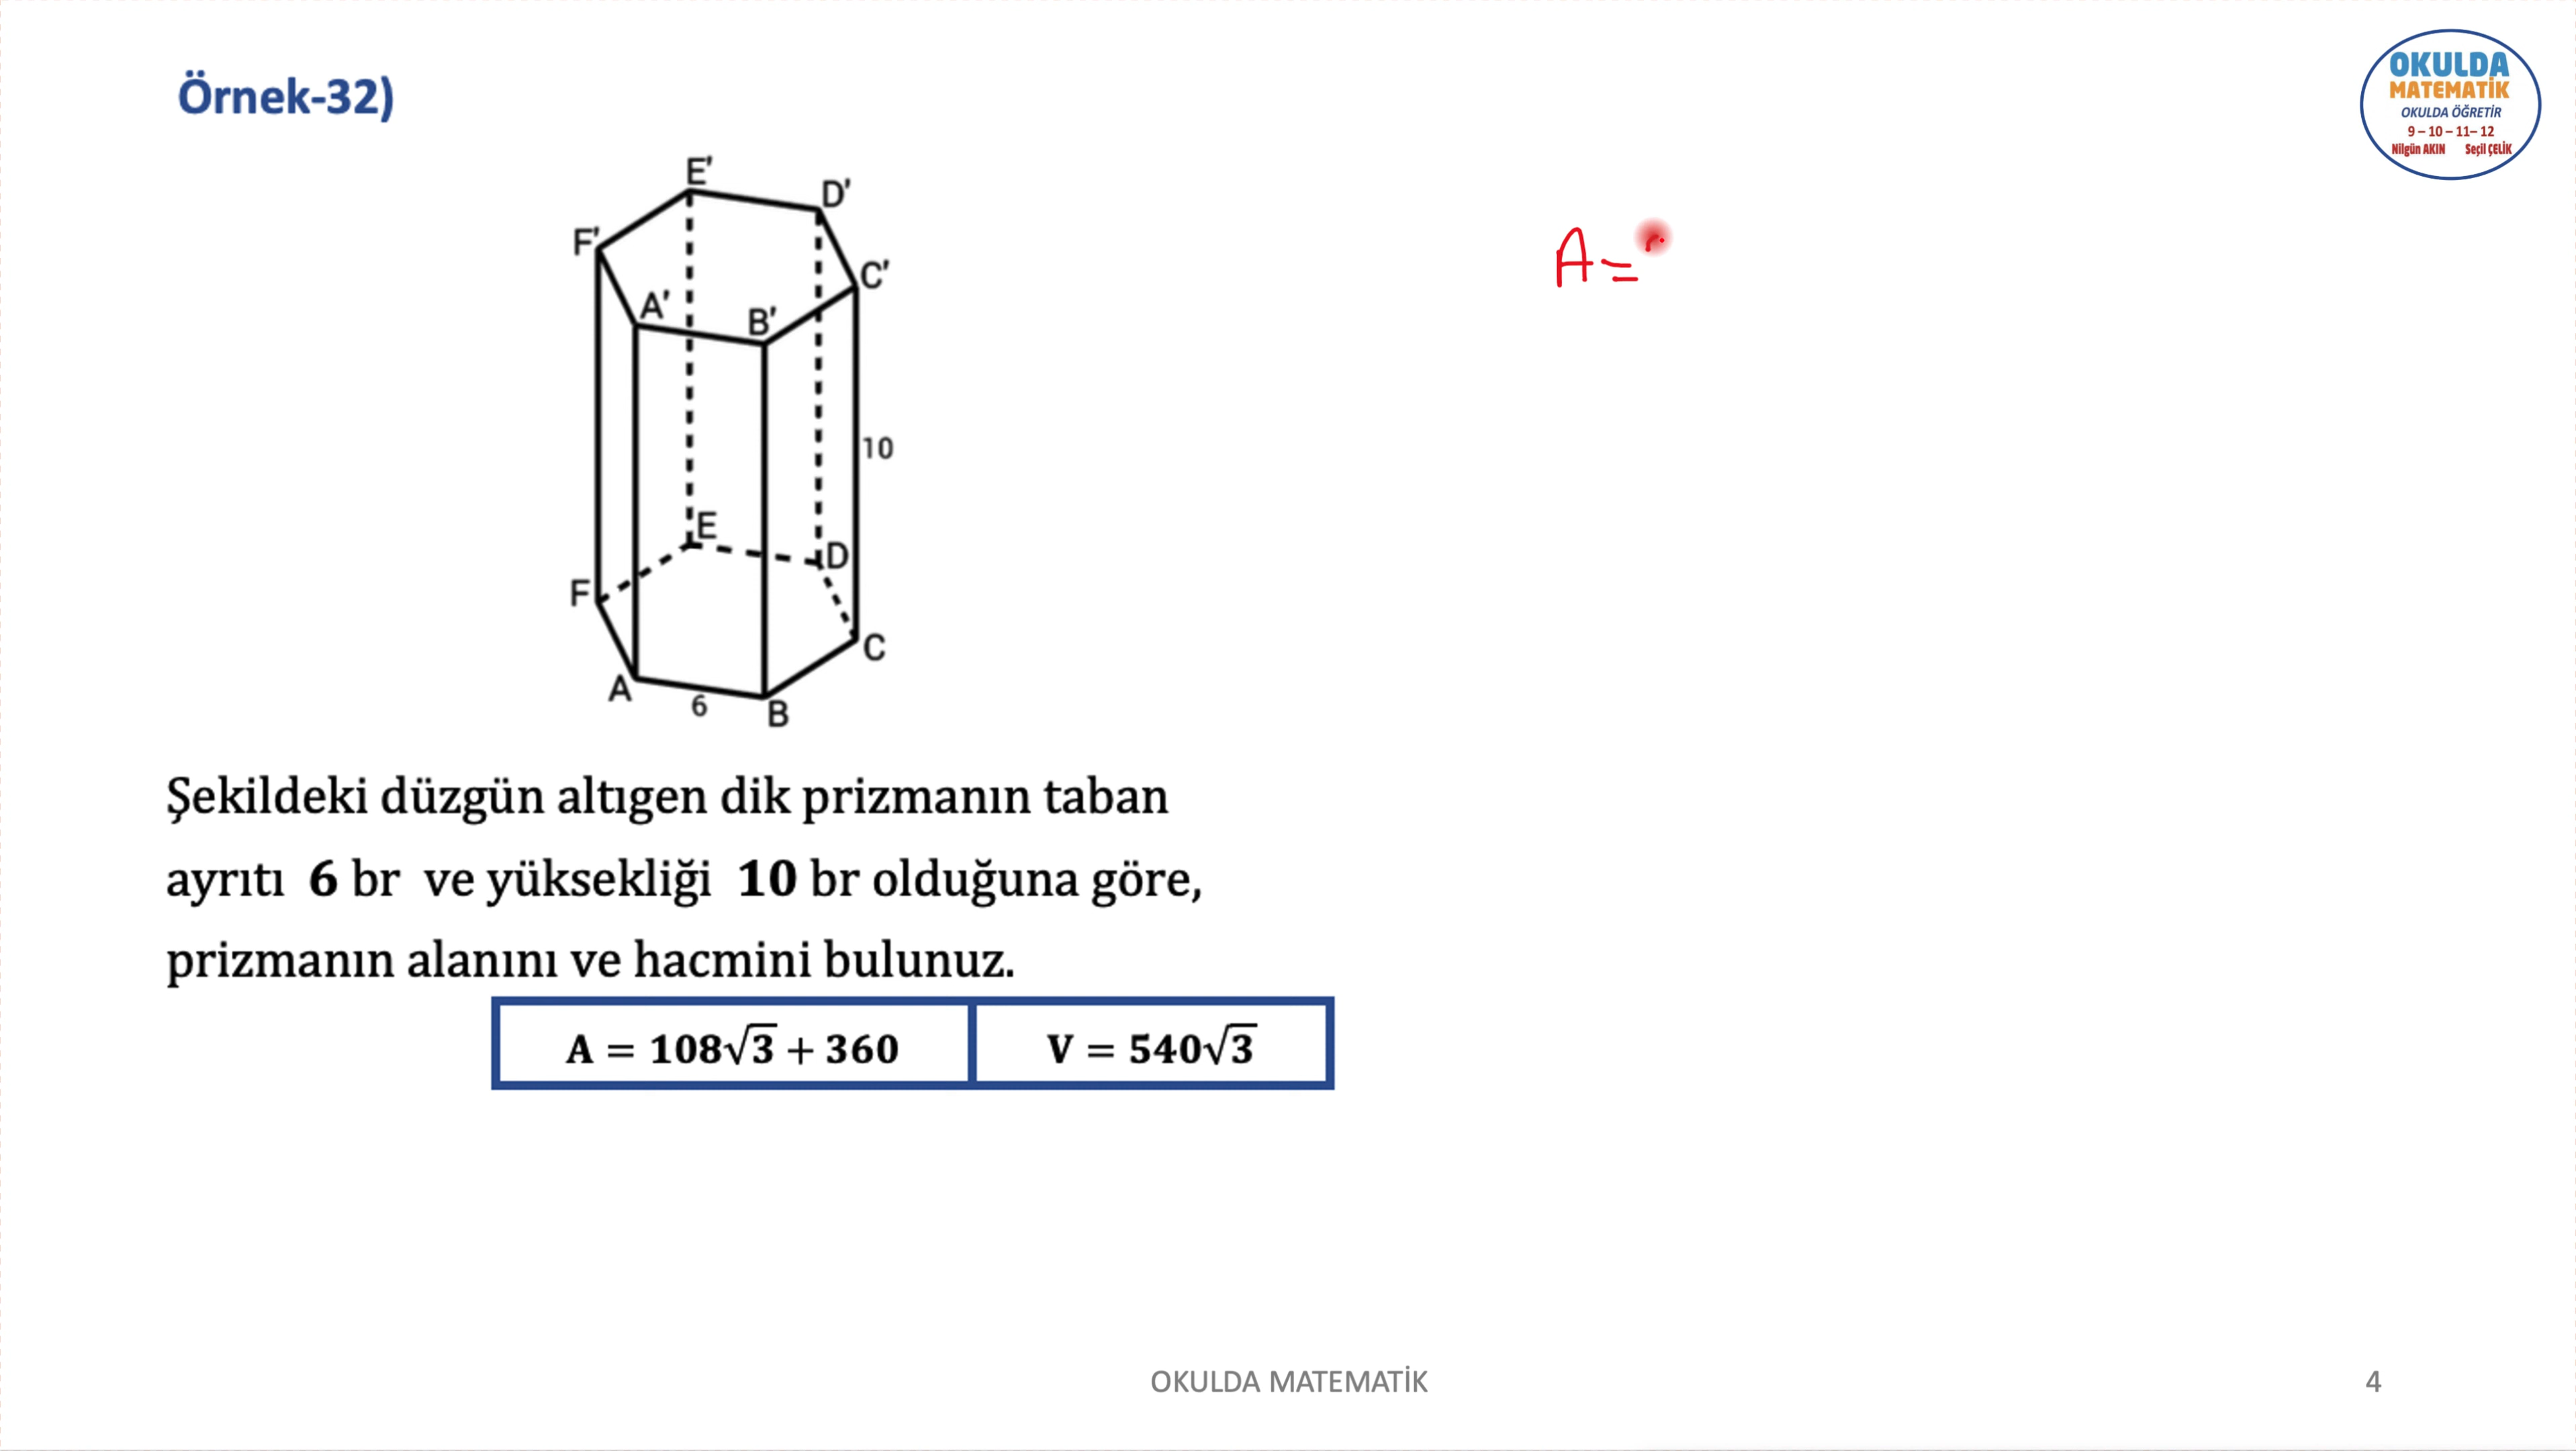 Örnek-32)
OKULDA
MATEMATİK
OKULDA ÖĞRETİR
9 – 10 – 11– 12
Nilgün AKIN Seçil ÇELİK
E'
D'
F'
C'
A'
B'
A=
10
E
D
F
C
A
6
B
Şekildeki düzgün altıgen dik prizmanın taban
ayrıtı 6 br ve yüksekliği 10 br olduğuna göre,
prizmanın alanını ve hacmini bulunuz.
A = 108√3 + 360
V = 540√3
OKULDA MATEMATİK
4